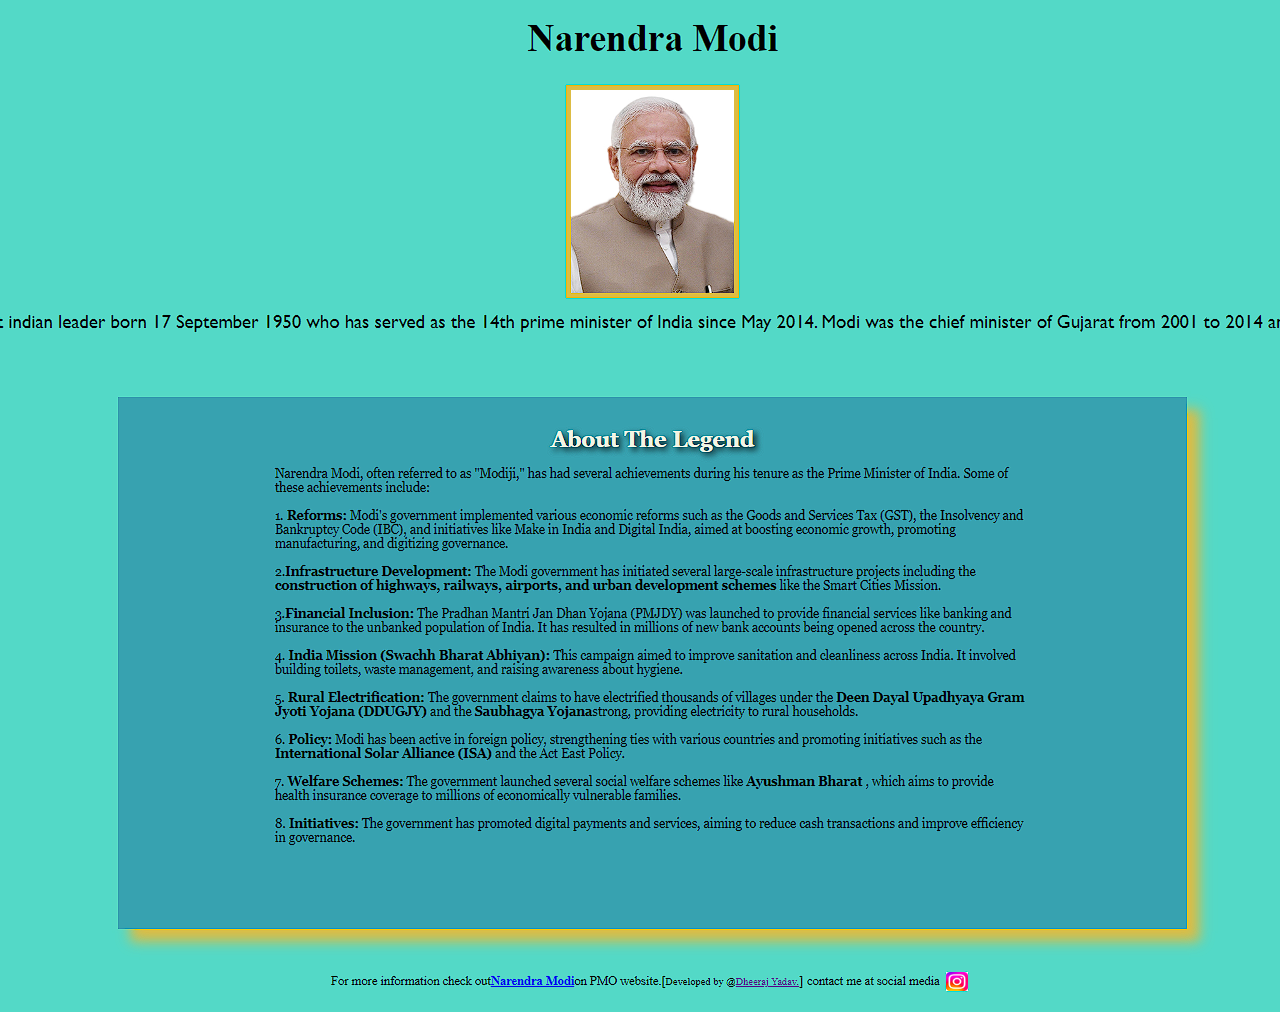 Narendra Modi
indian leader born 17 September 1950 who has served as the 14th prime minister of India since May 2014. Modi was the chief minister of Gujarat from 2001 to 2014
About The Legend
Narendra Modi, often referred to as "Modiji," has had several achievements during his tenure as the Prime Minister of India. Some of
these achievements include:
1. Reforms: Modi's government implemented various economic reforms such as the Goods and Services Tax (GST), the Insolvency and
Bankruptcy Code (IBC), and initiatives like Make in India and Digital India, aimed at boosting economic growth, promoting
manufacturing, and digitizing governance.
2.Infrastructure Development: The Modi government has initiated several large-scale infrastructure projects including the
construction of highways, railways, airports, and urban development schemes like the Smart Cities Mission.
3.Financial Inclusion: The Pradhan Mantri Jan Dhan Yojana (PMJDY) was launched to provide financial services like banking and
insurance to the unbanked population of India. It has resulted in millions of new bank accounts being opened across the country.
4. India Mission (Swachh Bharat Abhiyan): This campaign aimed to improve sanitation and cleanliness across India. It involved
building toilets, waste management, and raising awareness about hygiene.
5. Rural Electrification: The government claims to have electrified thousands of villages under the Deen Dayal Upadhyaya Gram
Jyoti Yojana (DDUGJY) and the Saubhagya Yojanastrong, providing electricity to rural households.
6. Policy: Modi has been active in foreign policy, strengthening ties with various countries and promoting initiatives such as the
International Solar Alliance (ISA) and the Act East Policy.
7. Welfare Schemes: The government launched several social welfare schemes like Ayushman Bharat , which aims to provide
health insurance coverage to millions of economically vulnerable families.
8. Initiatives: The government has promoted digital payments and services, aiming to reduce cash transactions and improve efficiency
in governance.
For more information check outNarendra Modion PMO website.[Developed by @Dheeraj Yadav.] contact me at social media